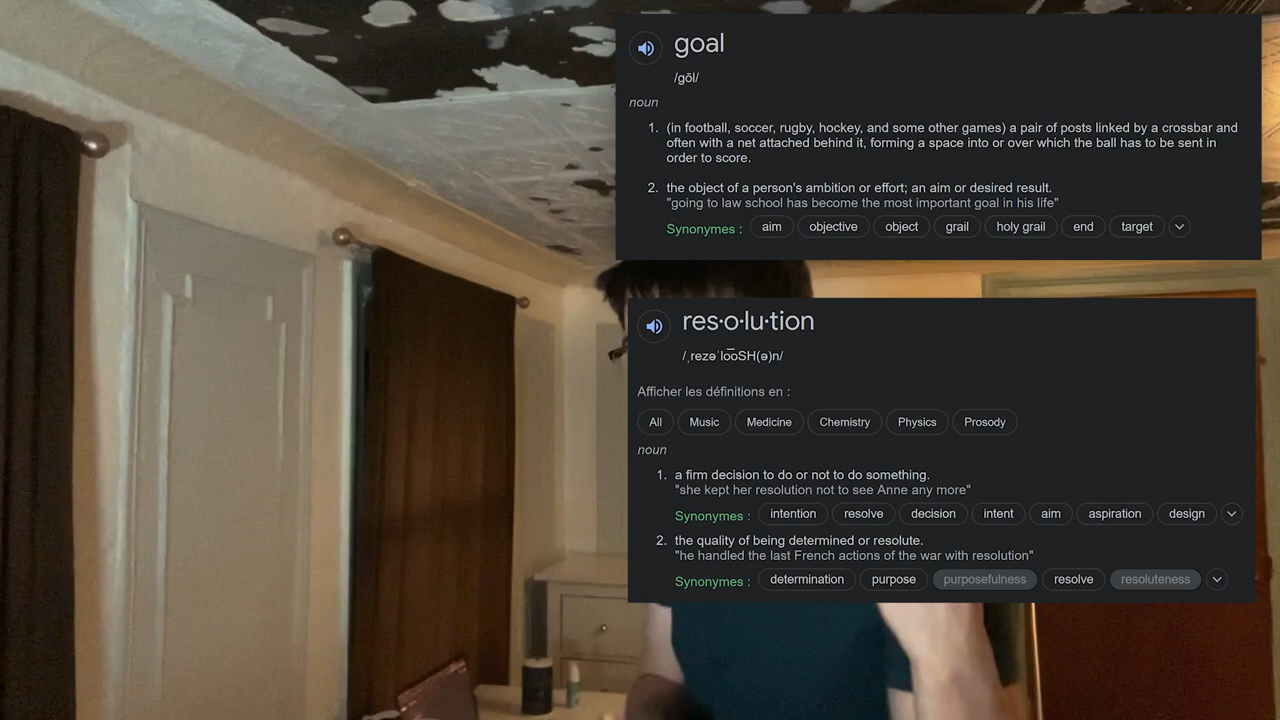 goal
/gōl/
noun
1. (in football, soccer, rugby, hockey, and some other games) a pair of posts linked by a crossbar and
often with a net attached behind it, forming a space into or over which the ball has to be sent in
order to score.
2. the object of a person's ambition or effort; an aim or desired result.
"going to law school has become the most important goal in his life"
Synonymes : aim objective object grail holy grail end target
res·o·lu·tion
/ˌrezəˈlo͞oSH(ə)n/
Afficher les définitions en :
All Music Medicine Chemistry Physics Prosody
noun
1. a firm decision to do or not to do something.
"she kept her resolution not to see Anne any more"
Synonymes : intention resolve decision intent aim aspiration design
2. the quality of being determined or resolute.
"he handled the last French actions of the war with resolution"
Synonymes : determination purpose purposefulness resolve resoluteness